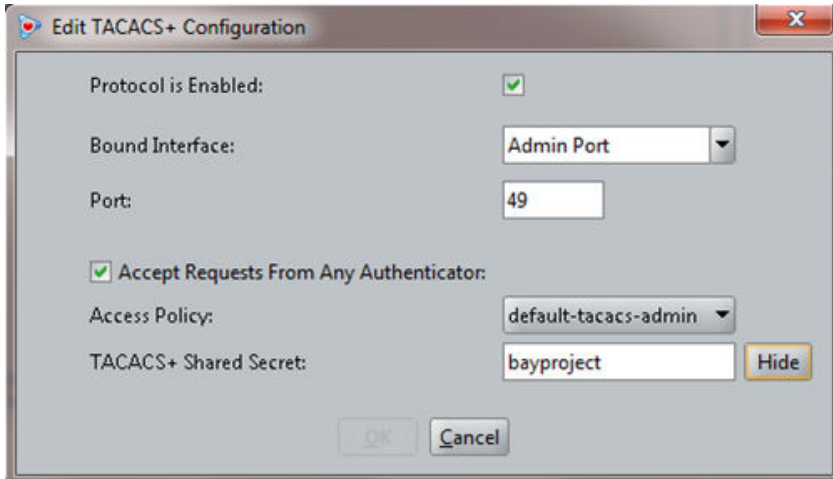 Edit TACACS+ Configuration
Protocol is Enabled:
Bound Interface: Admin Port
Port: 49
Accept Requests From Any Authenticator:
Access Policy: default-tacacs-admin
TACACS+ Shared Secret: bayproject Hide
OK Cancel